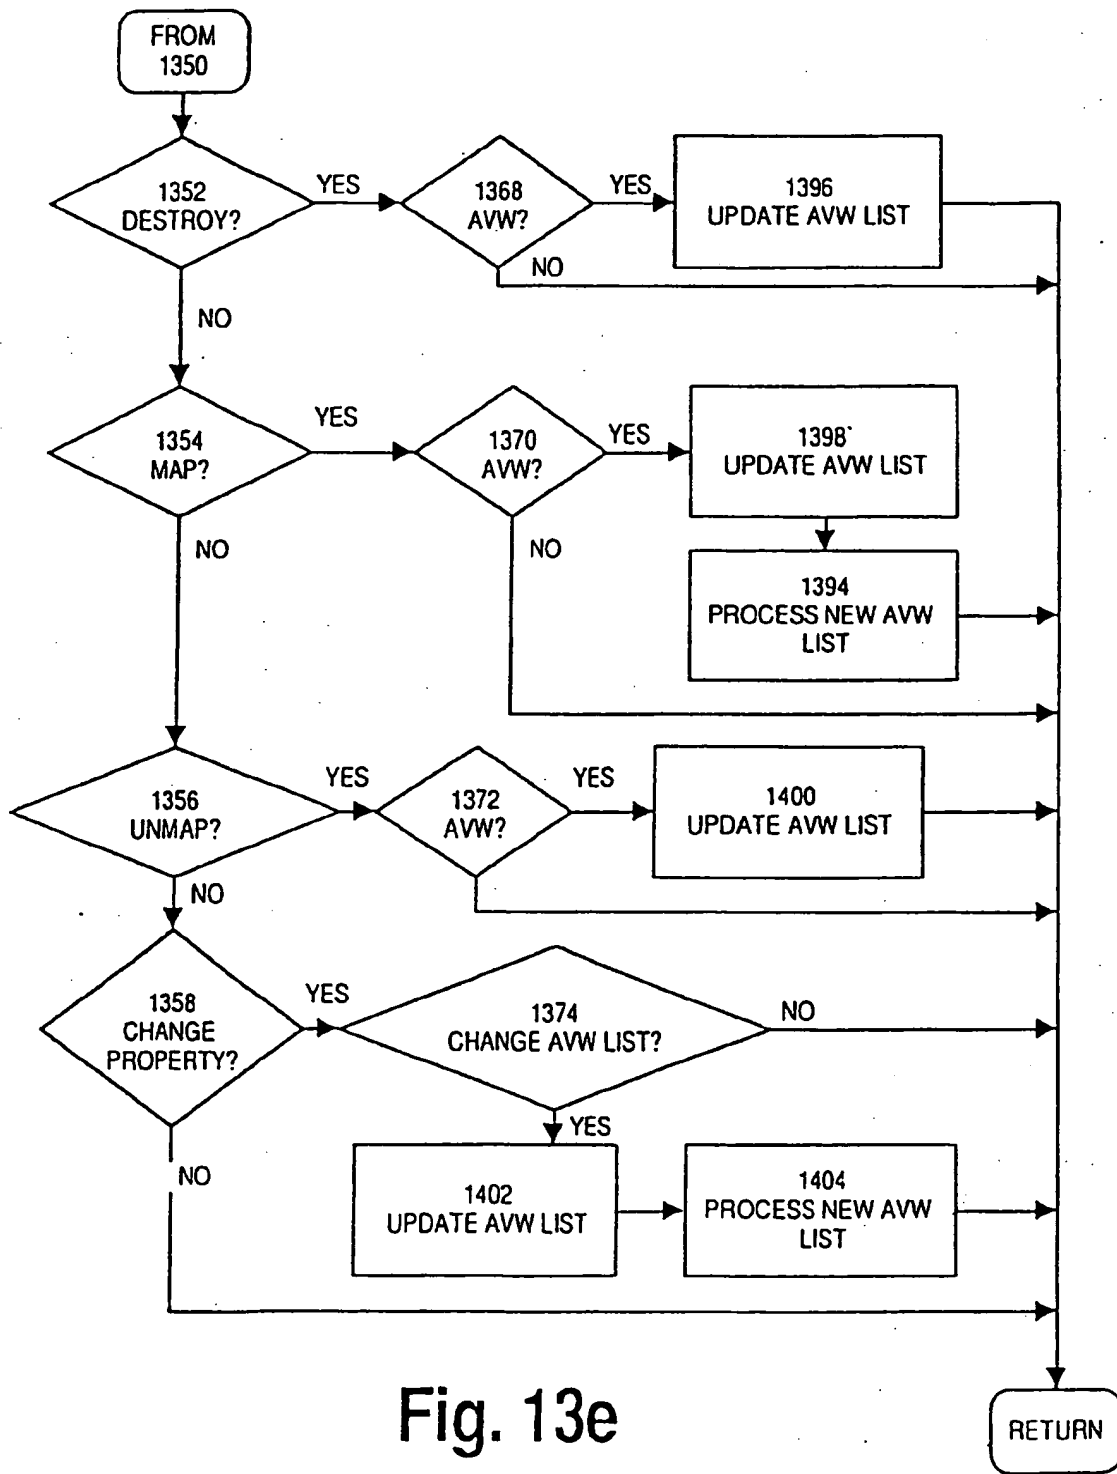 FROM
1350
1352
DESTROY?
YES
1368
AVW?
YES
1396
UPDATE AVW LIST
NO
NO
1354
MAP?
YES
1370
AVW?
YES
1398
UPDATE AVW LIST
NO
NO
1394
PROCESS NEW AVW
LIST
1356
UNMAP?
YES
1372
AVW?
YES
1400
UPDATE AVW LIST
NO
1358
CHANGE
PROPERTY?
YES
1374
CHANGE AVW LIST?
NO
YES
NO
1402
UPDATE AVW LIST
1404
PROCESS NEW AVW
LIST
Fig. 13e
RETURN